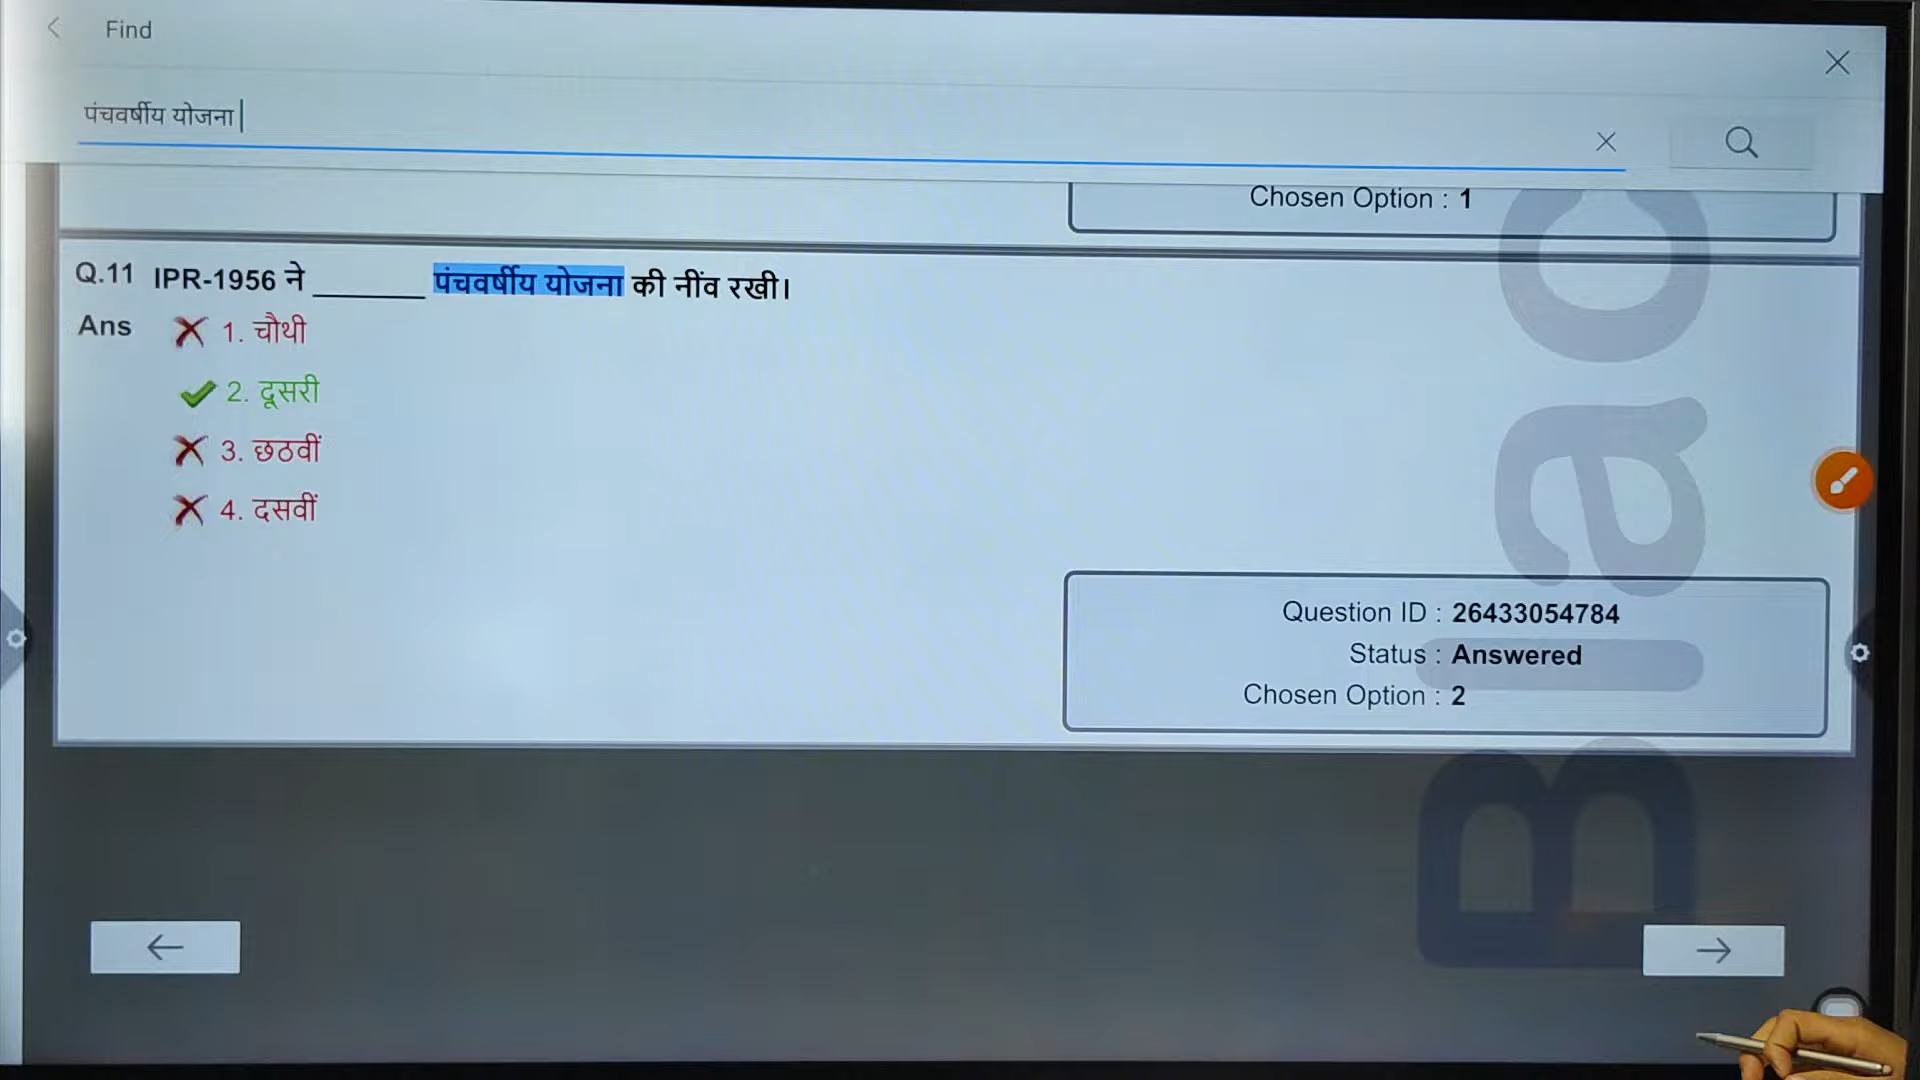 Find
पंचवर्षीय योजना
Chosen Option : 1
Q.11 IPR-1956 ने _______ पंचवर्षीय योजना की नींव रखी।
Ans
1. चौथी
2. दूसरी
3. छठवीं
4. दसवीं
Question ID : 26433054784
Status : Answered
Chosen Option : 2
Blac